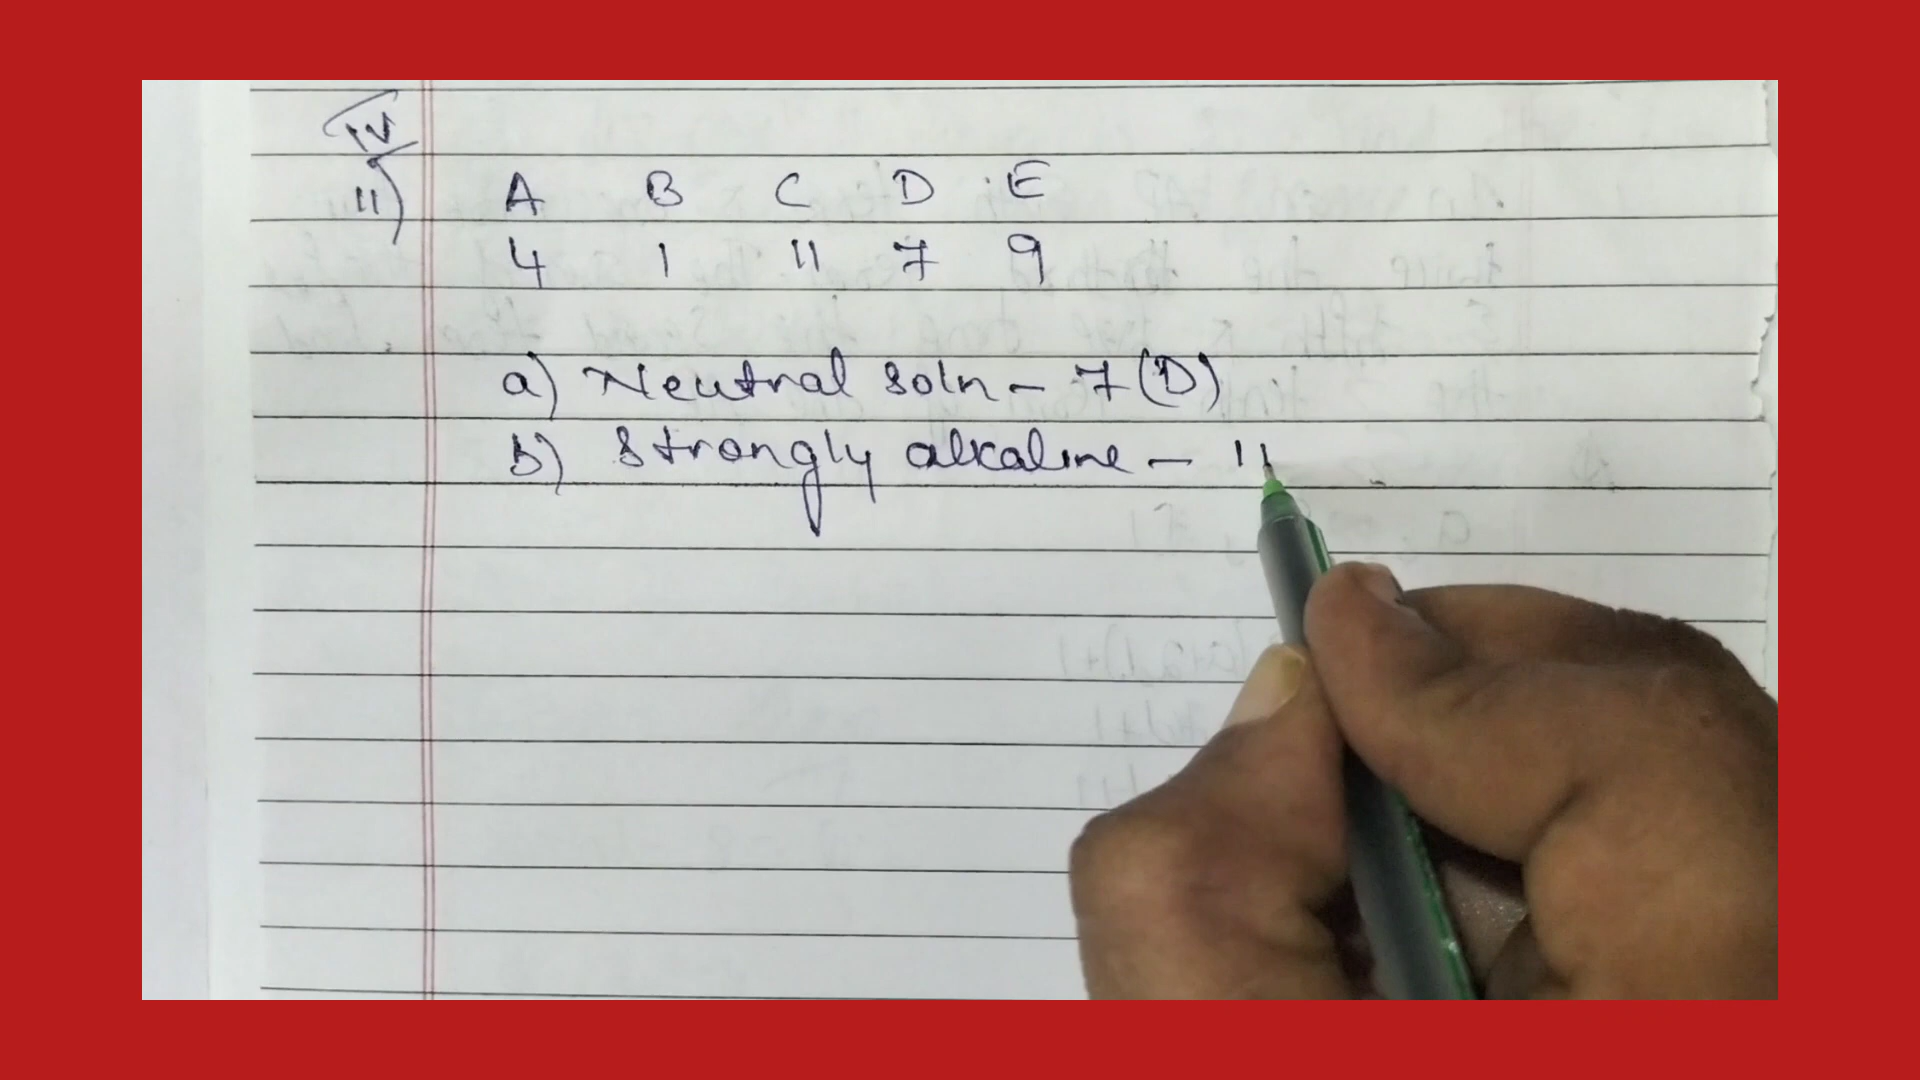 IV
11) A B C D E
4 1 11 7 9
a) Neutral soln - 7 (D)
b) Strongly alkaline - 11